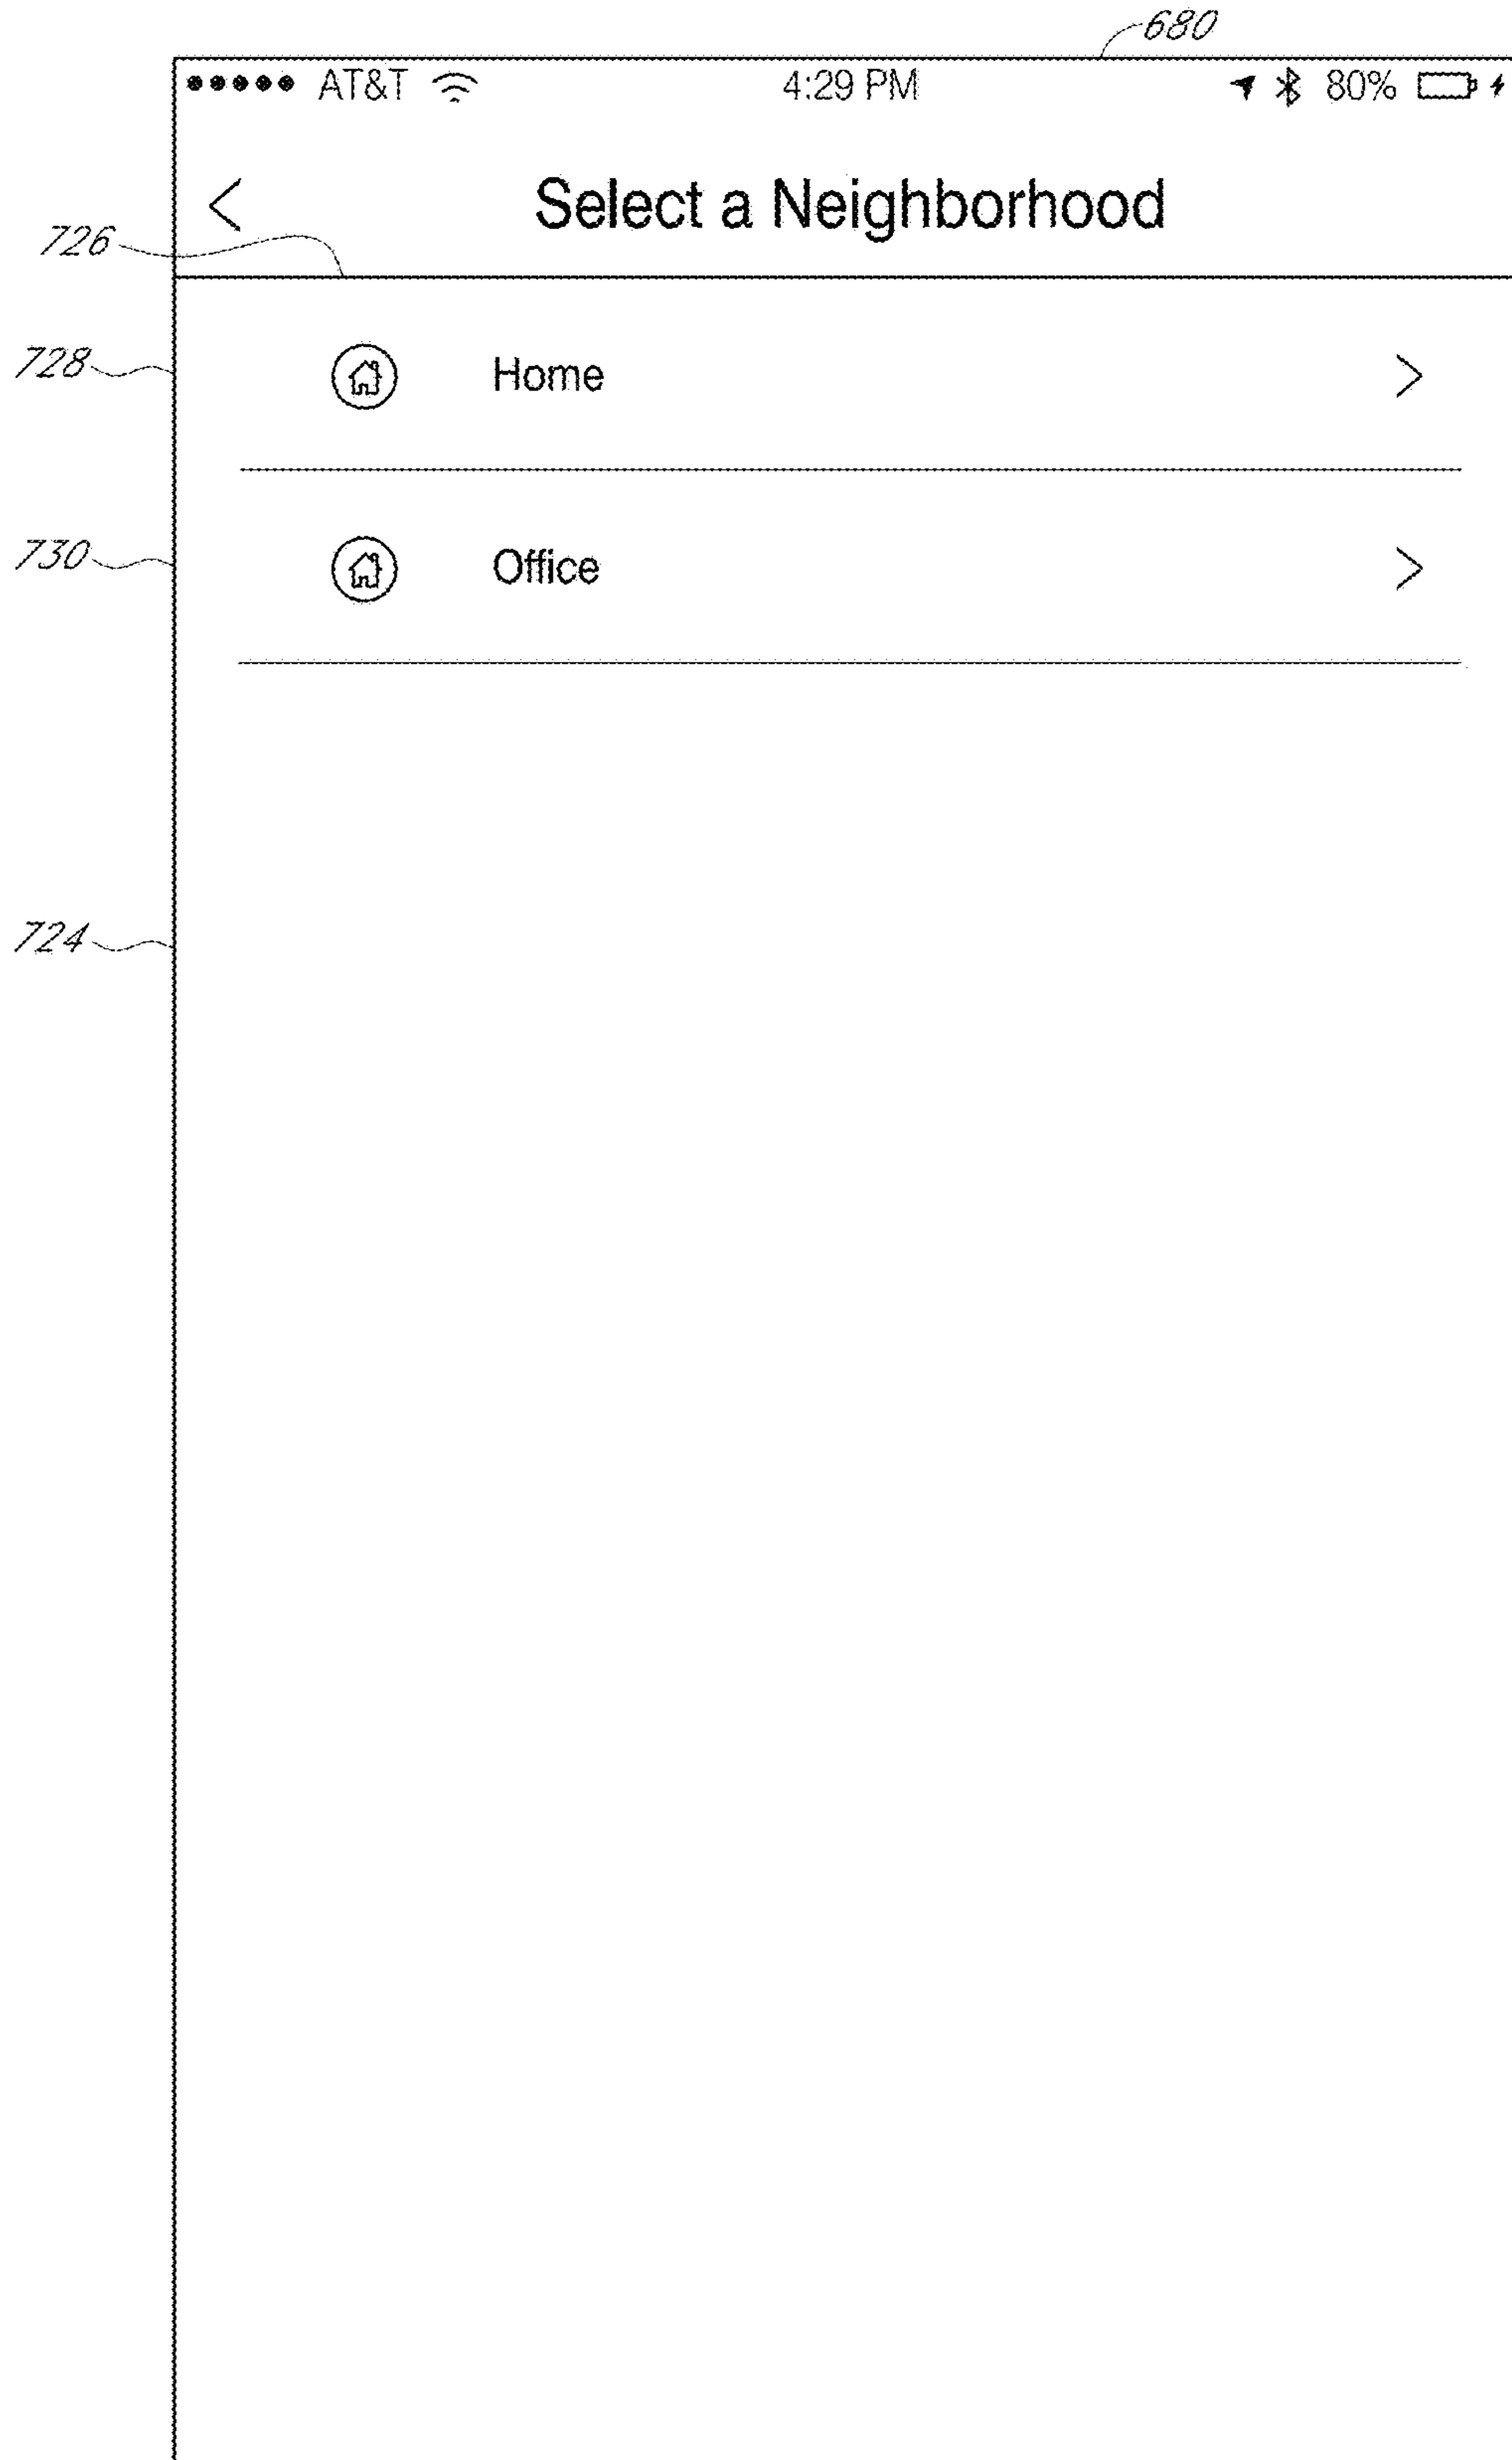 680
AT&T 4:29 PM 80%
Select a Neighborhood
726
728 Home
730 Office
724